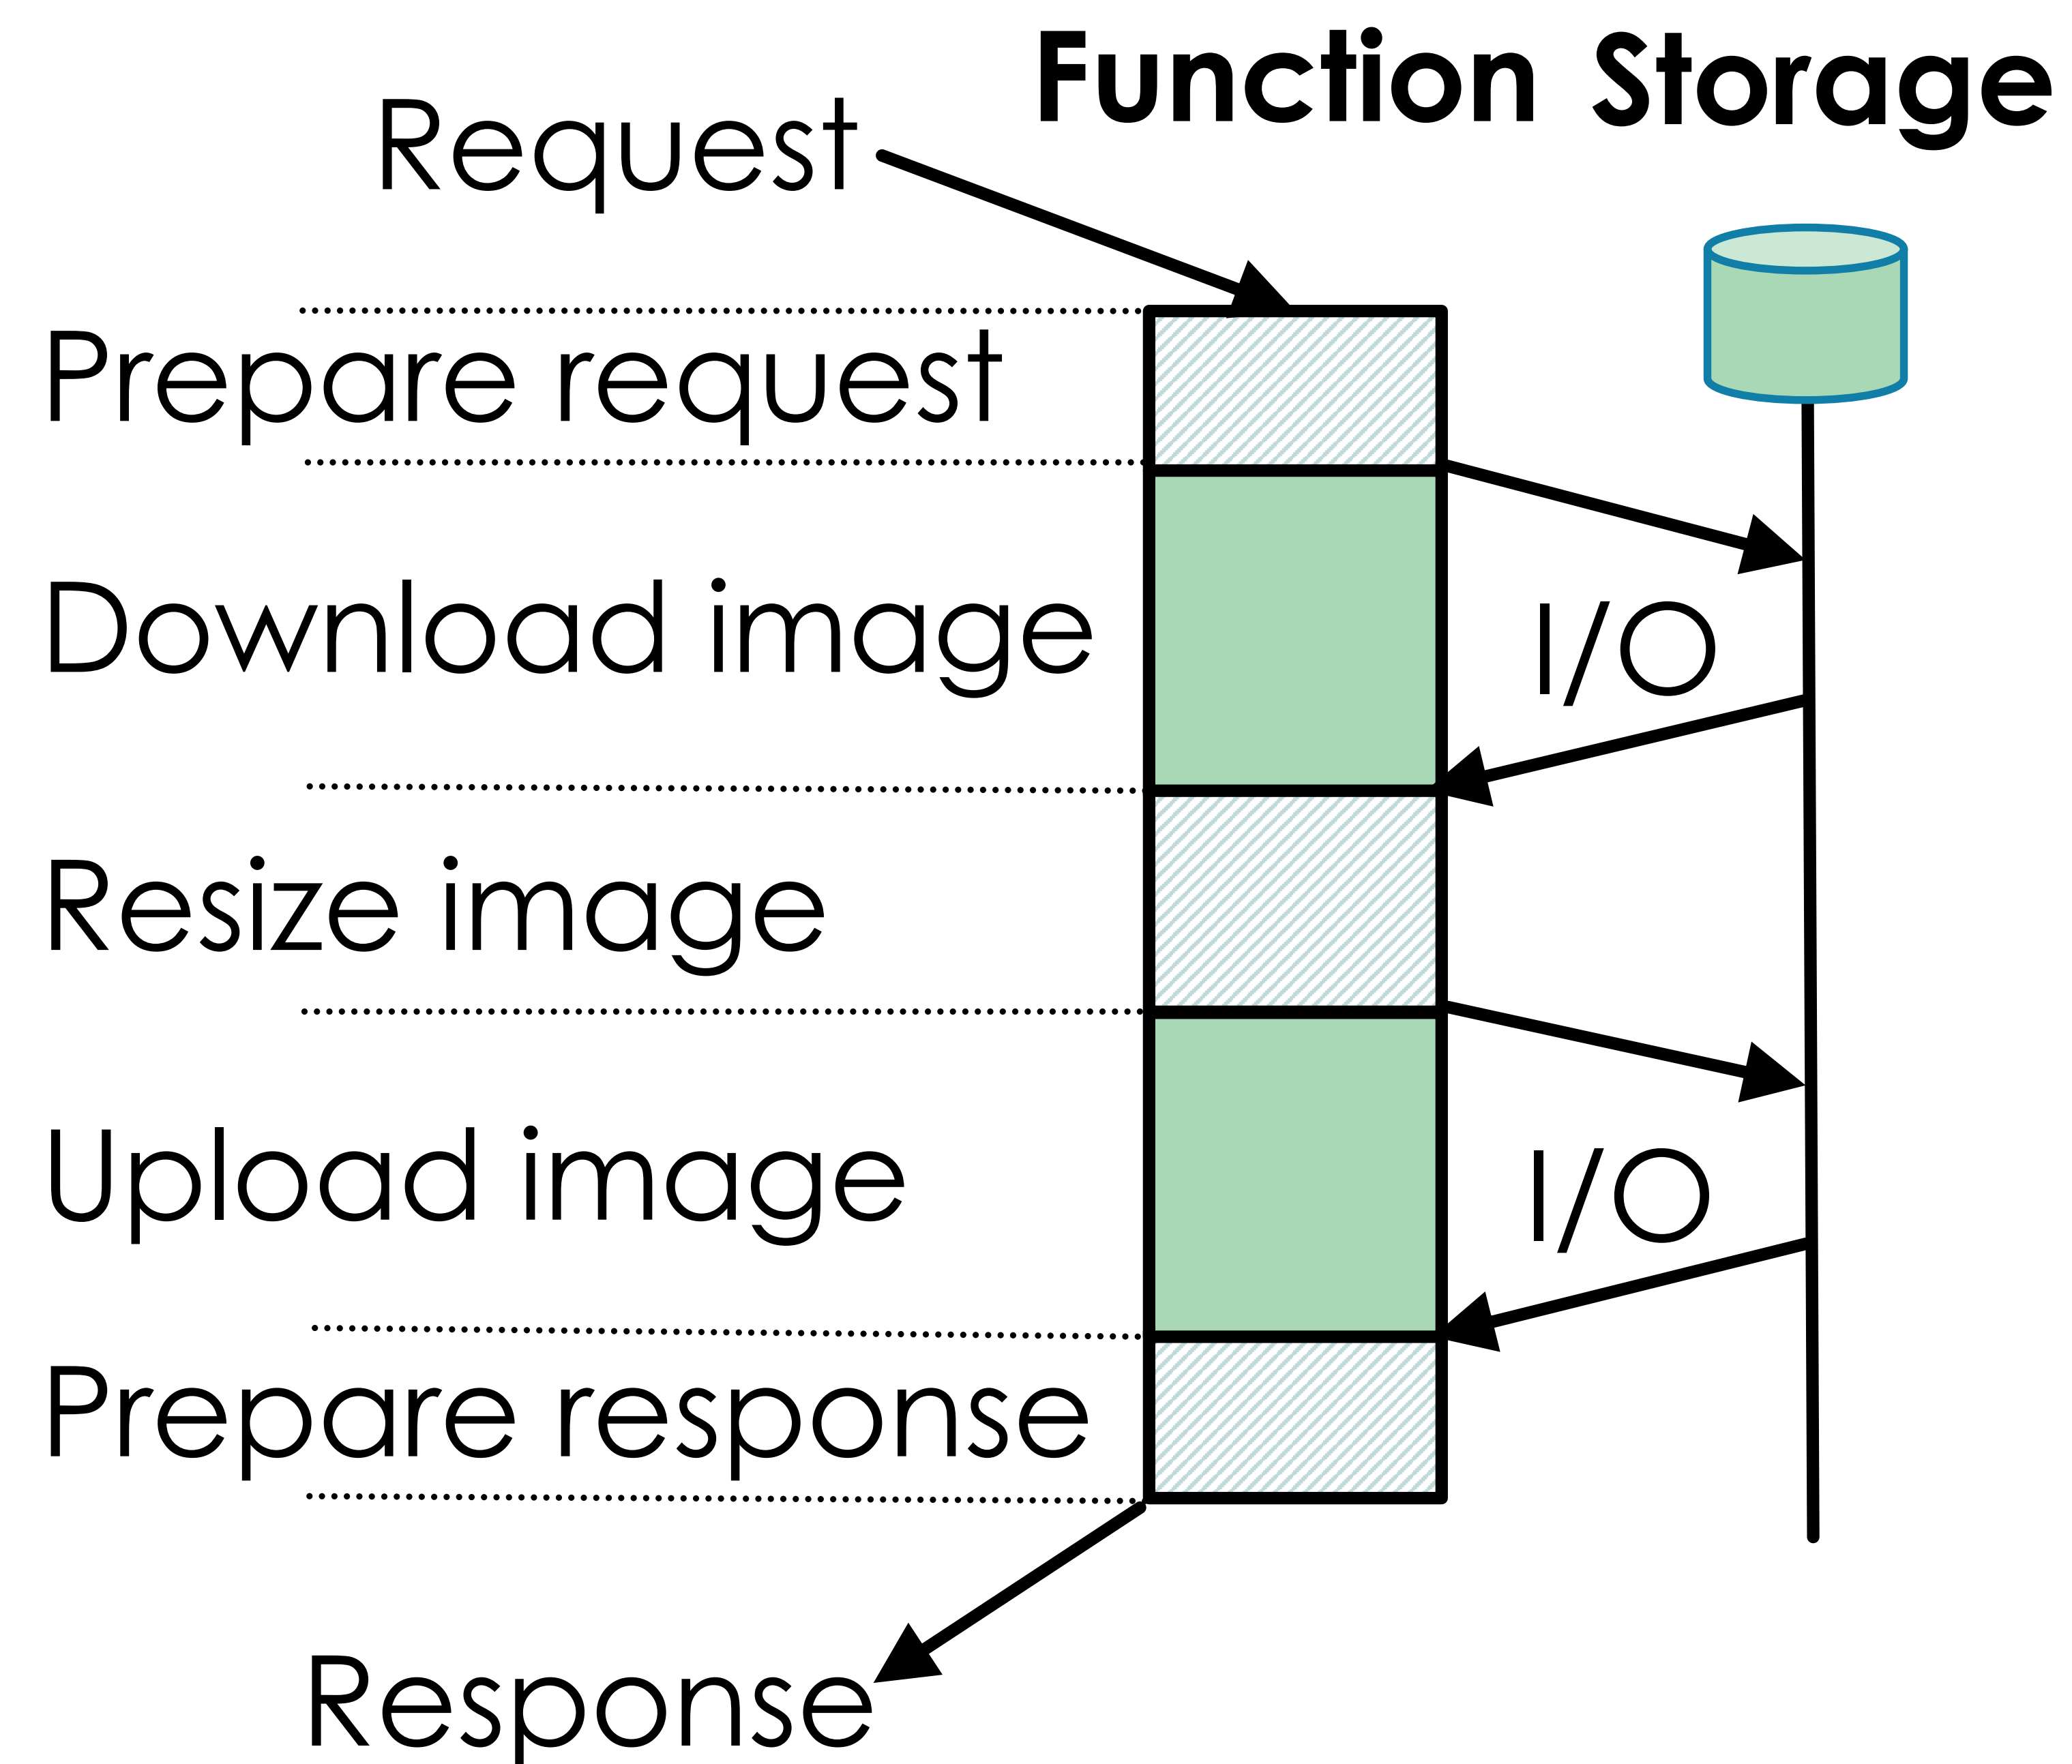 Function Storage
Request
Prepare request
Download image
I/O
Resize image
Upload image
I/O
Prepare response
Response